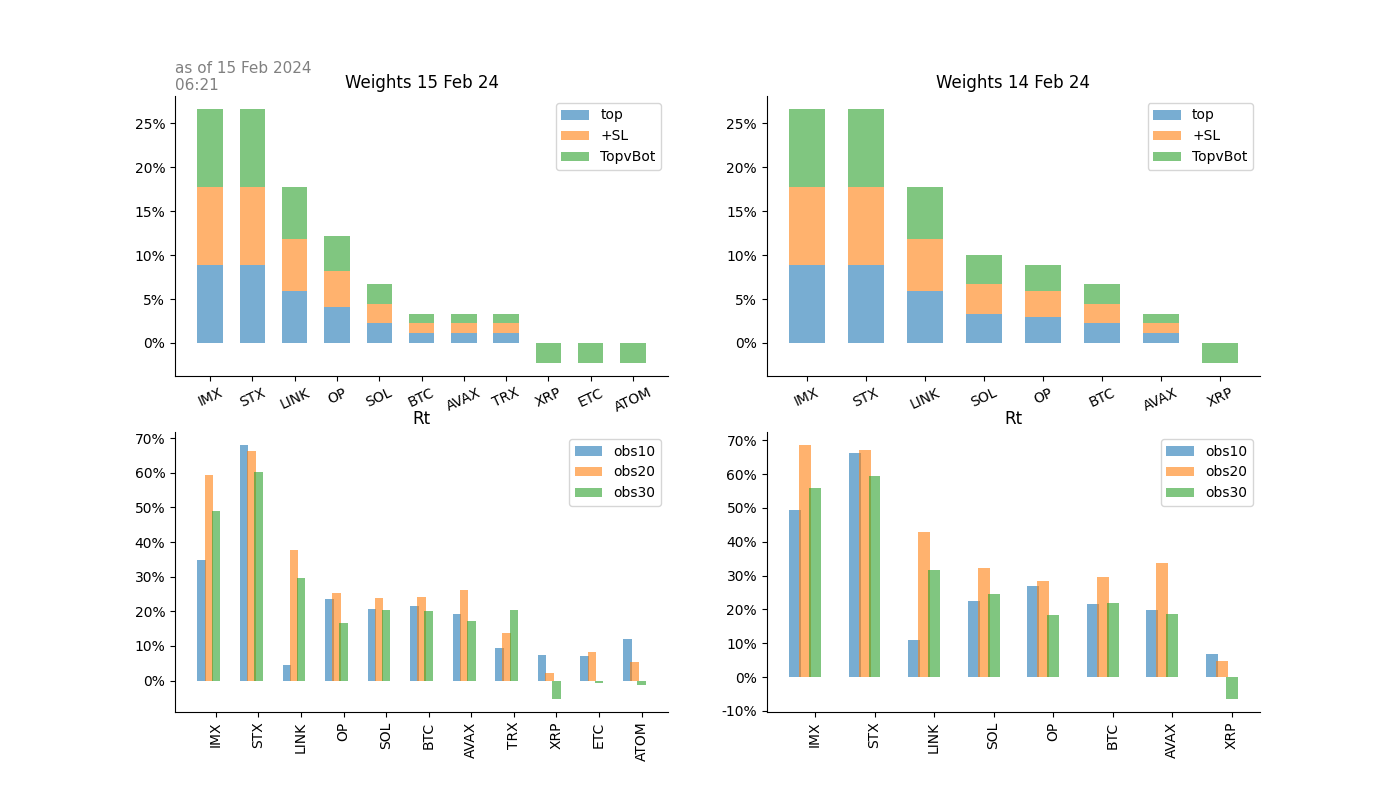 as of 15 Feb 2024
06:21
Weights 15 Feb 24
25%
20%
15%
10%
5%
0%
top
+SL
TopvBot
IMX STX LINK OP SOL BTC AVAX TRX XRP ETC ATOM
Weights 14 Feb 24
25%
20%
15%
10%
5%
0%
top
+SL
TopvBot
IMX STX LINK SOL OP BTC AVAX XRP
Rt
70%
60%
50%
40%
30%
20%
10%
0%
obs10
obs20
obs30
IMX STX LINK OP SOL BTC AVAX TRX XRP ETC ATOM
Rt
70%
60%
50%
40%
30%
20%
10%
0%
-10%
obs10
obs20
obs30
IMX STX LINK SOL OP BTC AVAX XRP